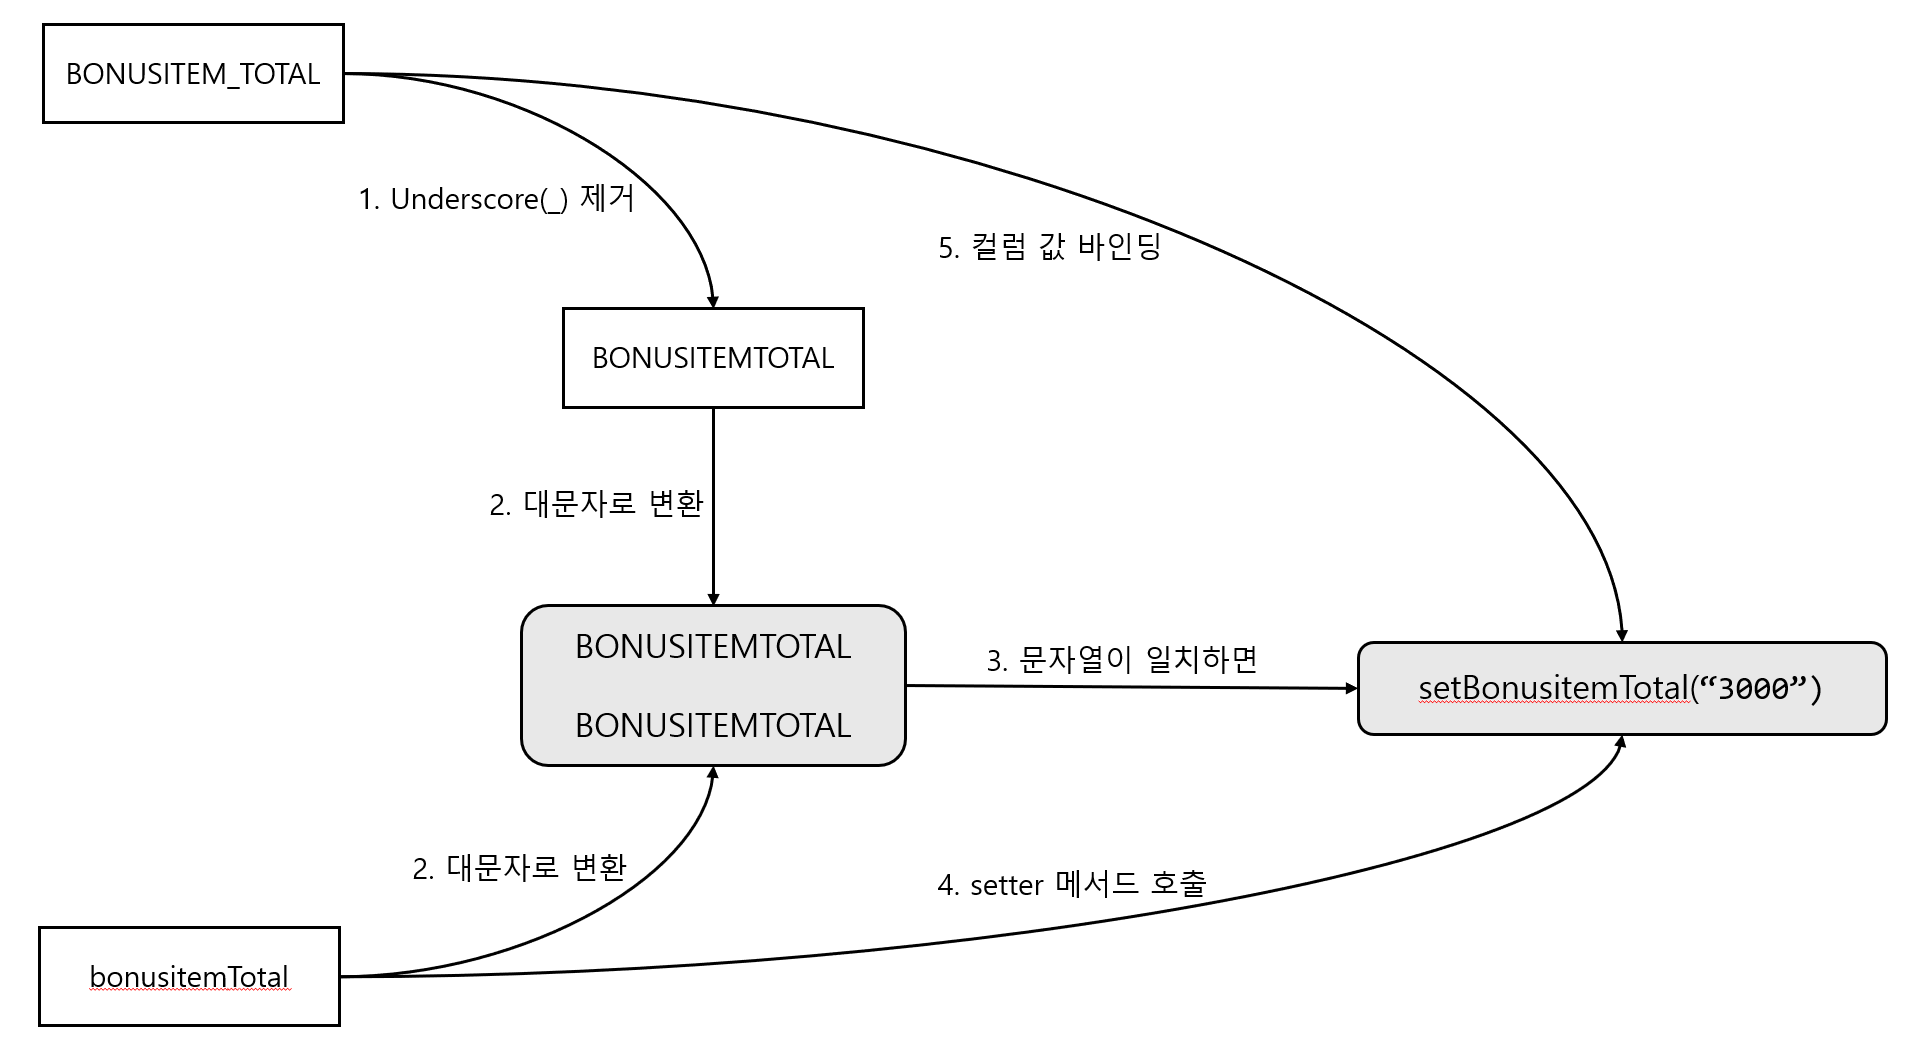 BONUSITEM_TOTAL
1. Underscore(_) 제거
5. 컬럼 값 바인딩
BONUSITEMTOTAL
2. 대문자로 변환
BONUSITEMTOTAL
BONUSITEMTOTAL
3. 문자열이 일치하면
setBonusitemTotal(“3000”)
2. 대문자로 변환
4. setter 메서드 호출
bonusitemTotal